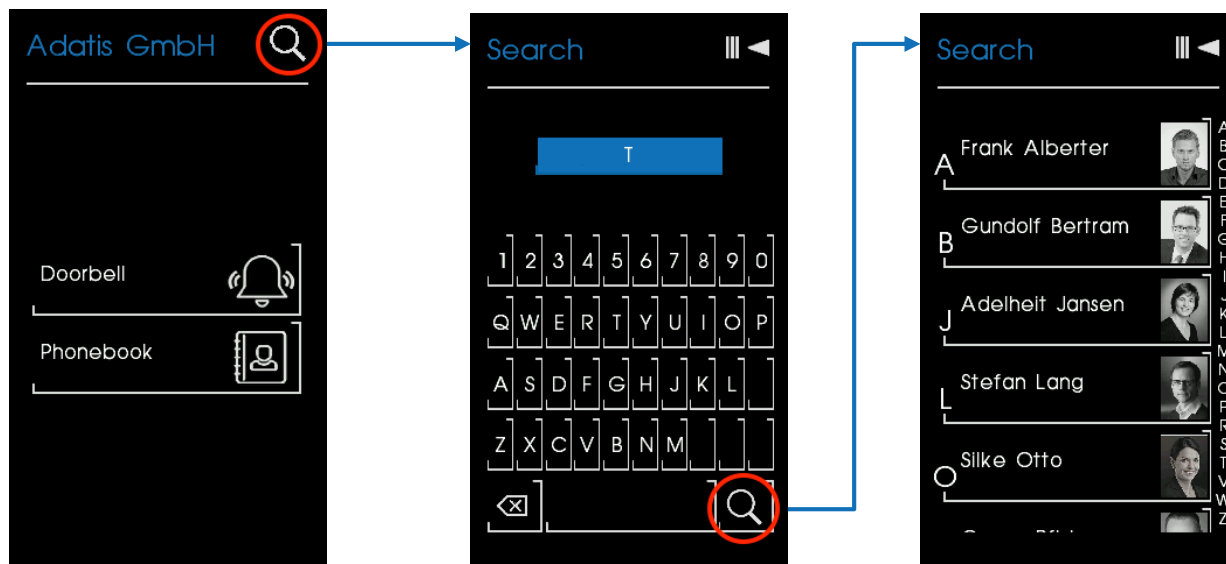 Adatis GmbH
Doorbell
Phonebook
Search
T
1 2 3 4 5 6 7 8 9 0
Q W E R T Y U I O P
A S D F G H J K L
Z X C V B N M
Search
A Frank Alberter
B Gundolf Bertram
J Adelheit Jansen
L Stefan Lang
O Silke Otto
A
B
C
D
E
F
G
H
I
J
K
L
M
N
O
P
R
S
T
V
W
Z